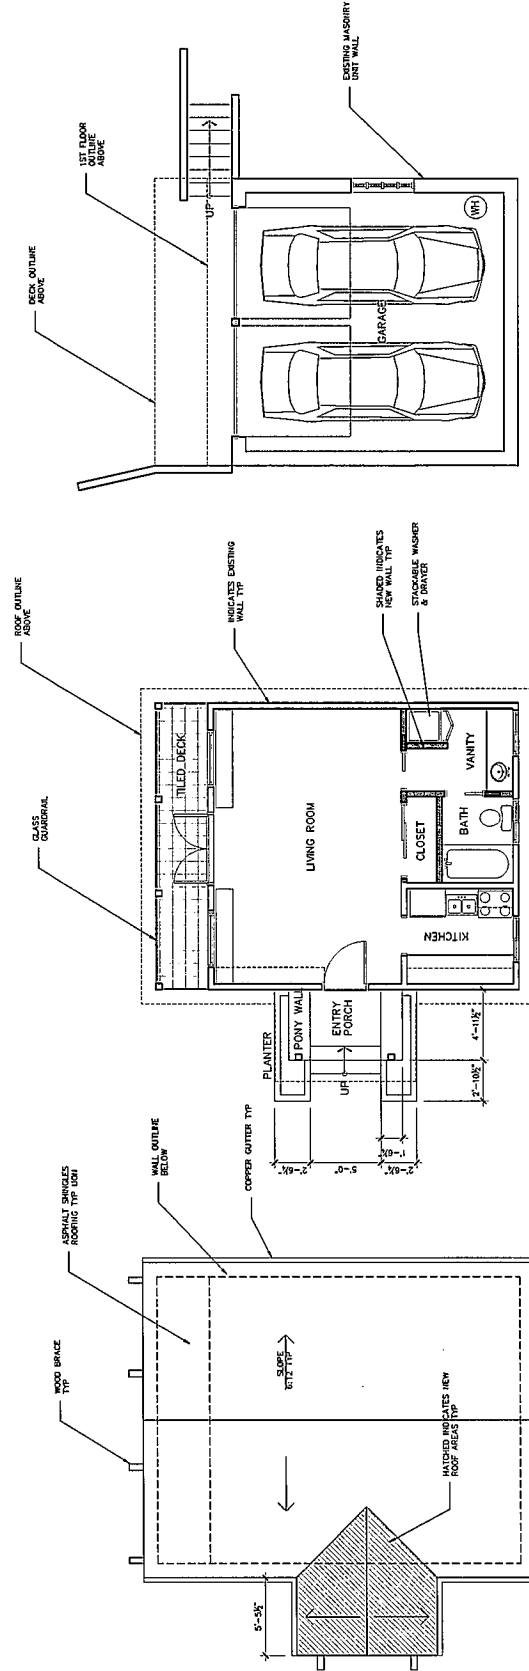 EXISTING MASONRY
UNIT WALL
1ST FLOOR
OUTLINE
ABOVE
DECK OUTLINE
ABOVE
UP
WH
GARAGE
ROOF OUTLINE
ABOVE
GLASS
GUARDRAIL
INDICATES EXISTING
WALL TYP
SHADED INDICATES
NEW WALL TYP
STACKABLE WASHER
& DRAYER
TILED DECK
LIVING ROOM
CLOSET
BATH
VANITY
KITCHEN
PLANTER
PONY WALL
ENTRY
PORCH
UP
4'-11½"
2'-10½"
2'-6¼"
5'-0"
1'-6¼"
2'-6¼"
COPPER GUTTER TYP
WALL OUTLINE
BELOW
ASPHALT SHINGLES
ROOFING TYP UON
WOOD BRACE
TYP
SLOPE
6:12 TYP
HATCHED INDICATES NEW
ROOF AREAS TYP
5'-5½"